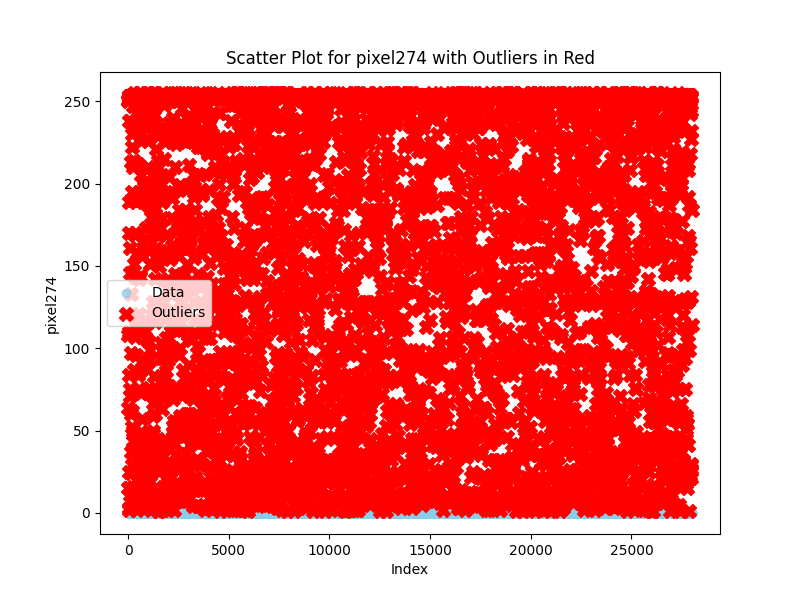 Scatter Plot for pixel274 with Outliers in Red
250
200
150
100
50
0
pixel274
Data
Outliers
0
5000
10000
15000
20000
25000
Index